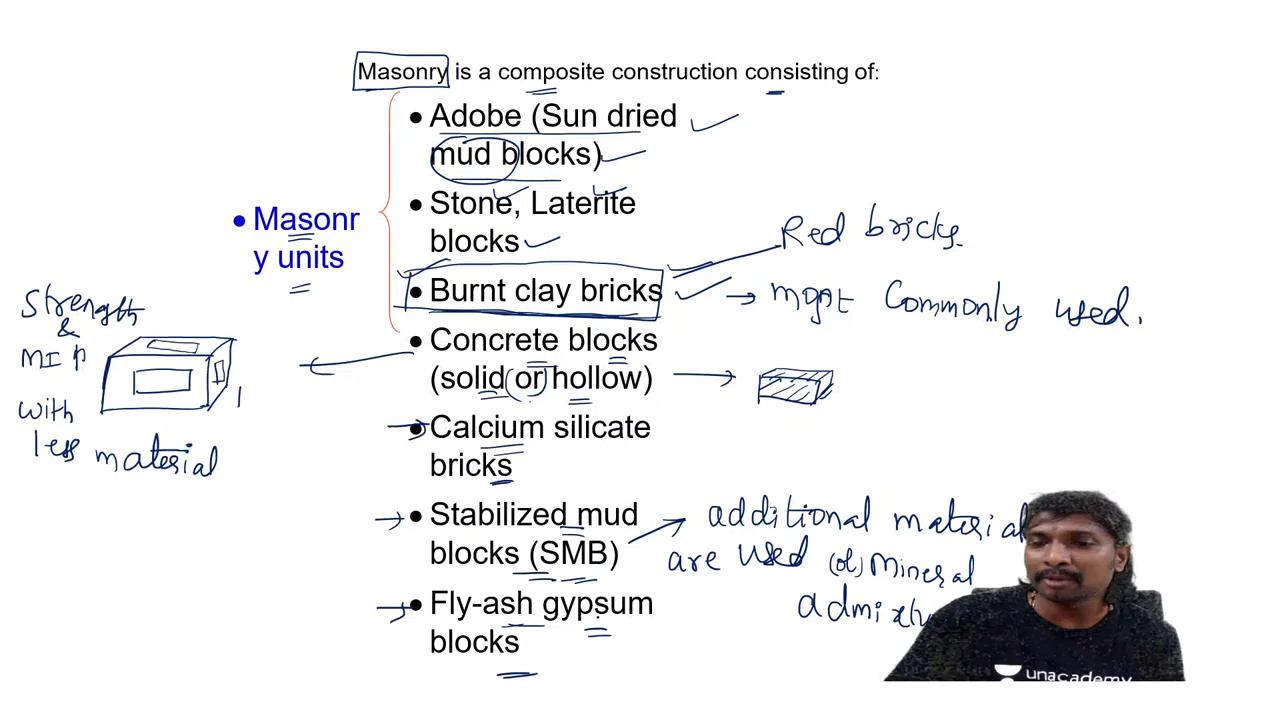 Masonry is a composite construction consisting of:
• Adobe (Sun dried
mud blocks)
• Stone, Laterite
blocks
• Masonr
y units
Red bricks
• Burnt clay bricks
→ most Commonly used.
Strength
&
MI ↑
with
less material
• Concrete blocks
(solid (or) hollow)
• Calcium silicate
bricks
• Stabilized mud
blocks (SMB)
additional material
are used (or) Mineral
• Fly-ash gypsum
blocks
unacademy